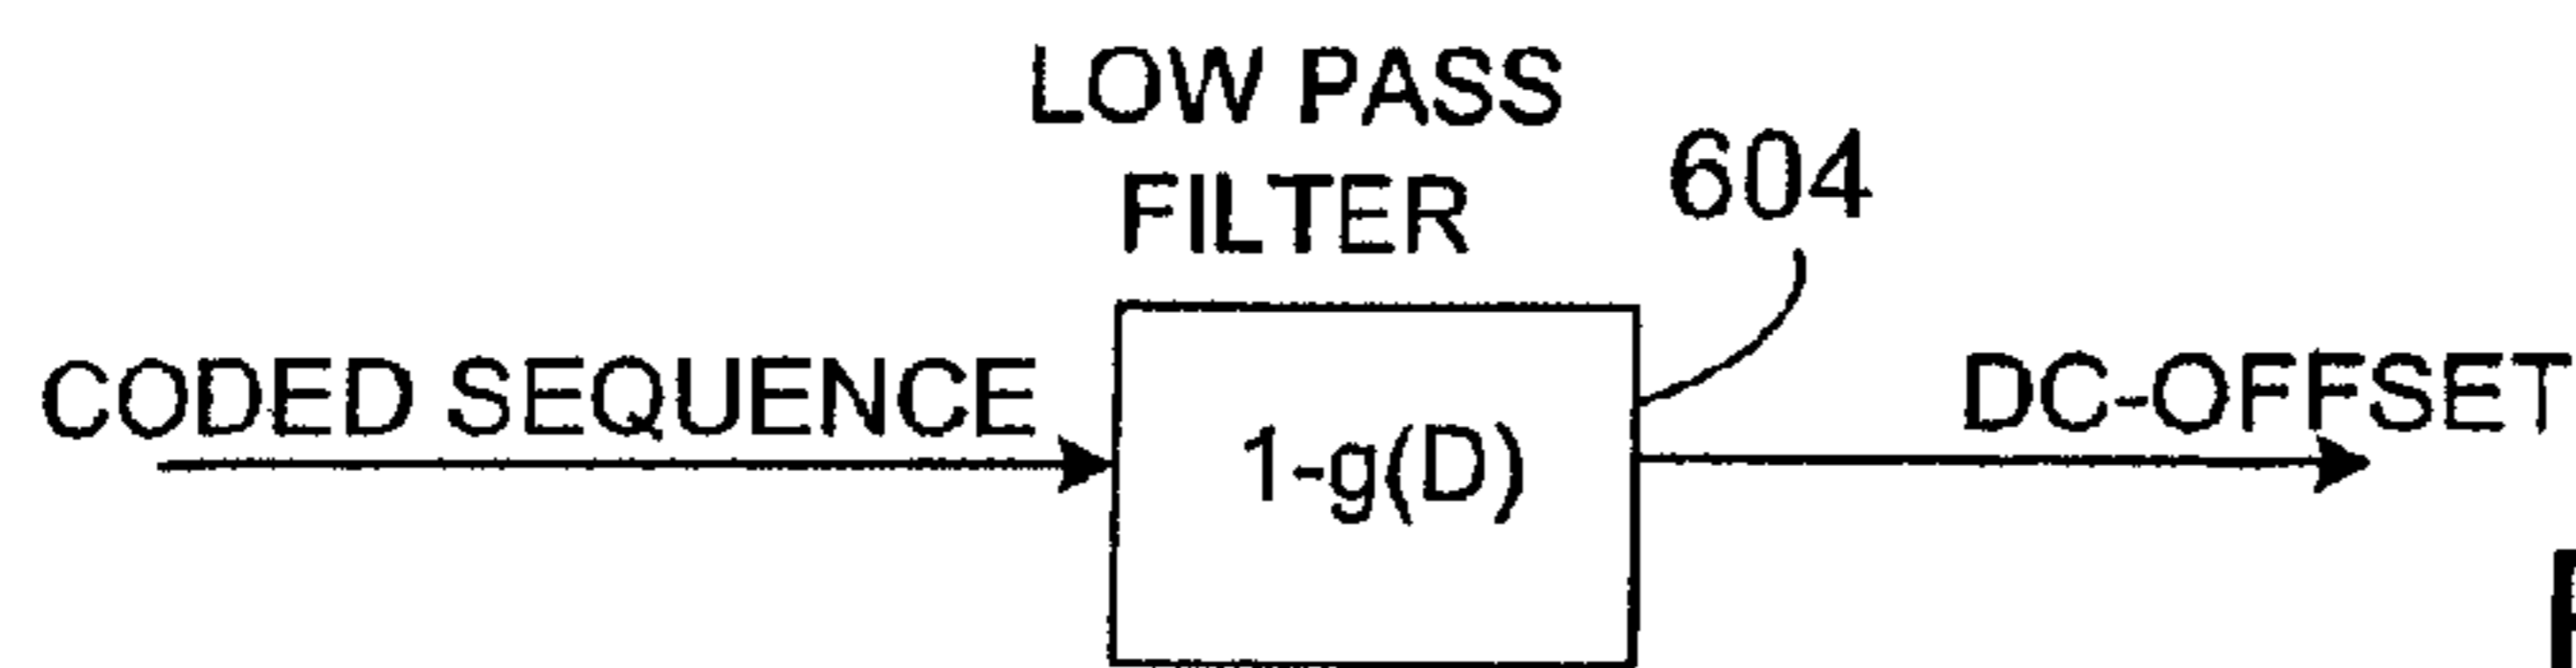 LOW PASS
FILTER
604
CODED SEQUENCE
1-g(D)
DC-OFFSET